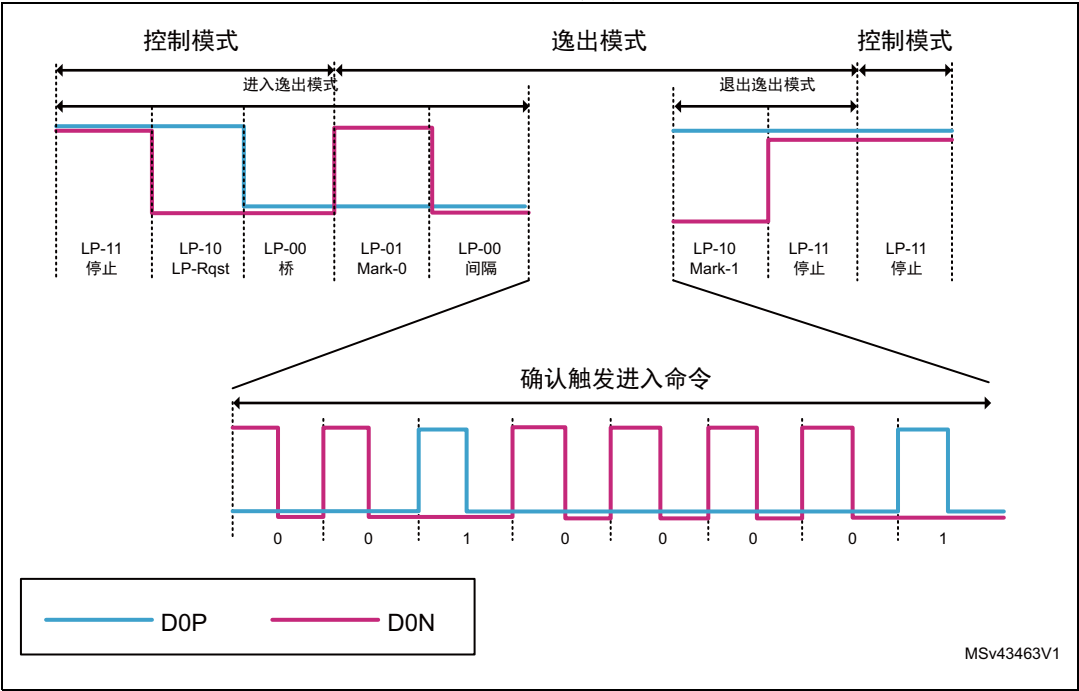 控制模式 逸出模式 控制模式
进入逸出模式 退出逸出模式
LP-11 LP-10 LP-00 LP-01 LP-00 LP-10 LP-11 LP-11
停止 LP-Rqst 桥 Mark-0 间隔 Mark-1 停止 停止
确认触发进入命令
0 0 1 0 0 0 0 1
D0P D0N
MSv43463V1